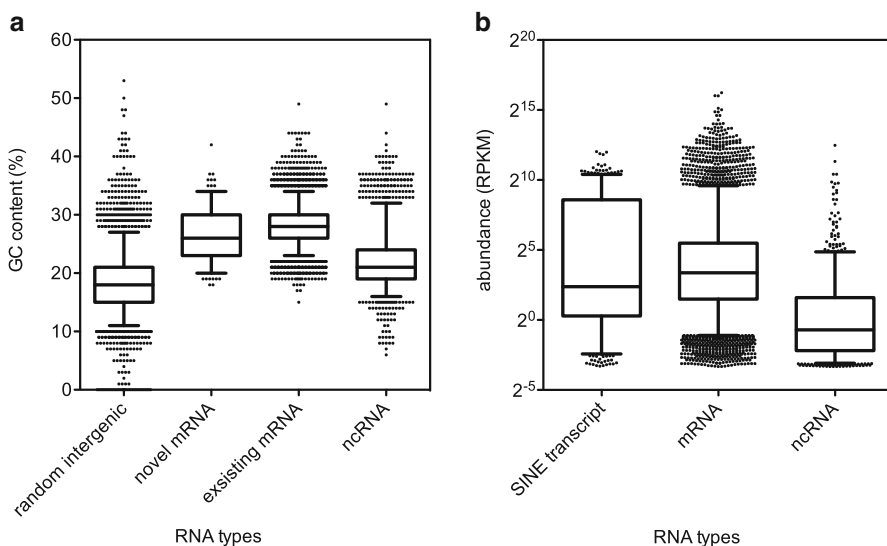 a
60
50
40
30
20
10
0
GC content (%)
random intergenic
novel mRNA
exsisting mRNA
ncRNA
RNA types
b
2^20
2^15
2^10
2^5
2^0
2^-5
abundance (RPKM)
SINE transcript
mRNA
ncRNA
RNA types